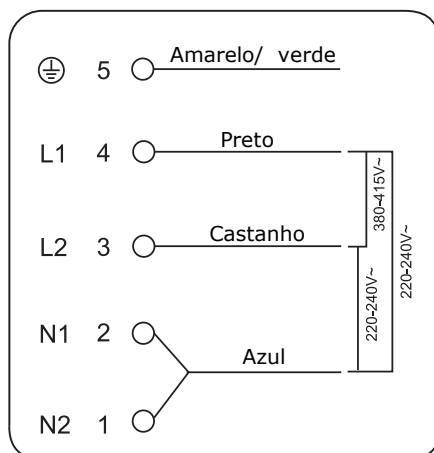 5 Amarelo/ verde
L1 4 Preto
380-415V~
220-240V~
L2 3 Castanho
220-240V~
N1 2
Azul
N2 1